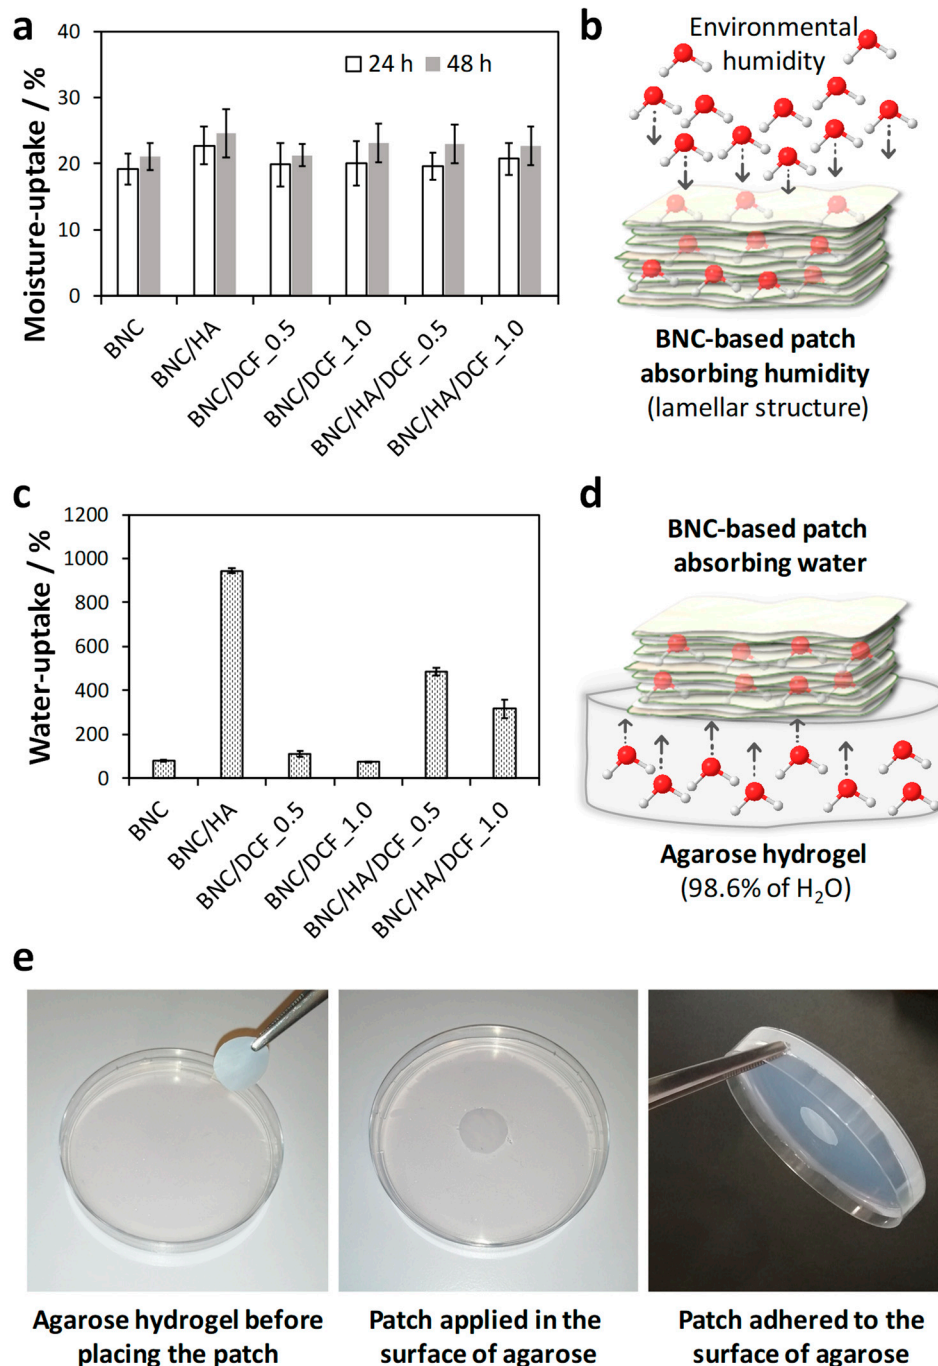 a
Moisture-uptake / %
40
30
20
10
0
24 h
48 h
BNC
BNC/HA
BNC/DCF_0.5
BNC/DCF_1.0
BNC/HA/DCF_0.5
BNC/HA/DCF_1.0
b
Environmental
humidity
BNC-based patch
absorbing humidity
(lamellar structure)
c
Water-uptake / %
1200
1000
800
600
400
200
0
BNC
BNC/HA
BNC/DCF_0.5
BNC/DCF_1.0
BNC/HA/DCF_0.5
BNC/HA/DCF_1.0
d
BNC-based patch
absorbing water
Agarose hydrogel
(98.6% of H₂O)
e
Agarose hydrogel before
placing the patch
Patch applied in the
surface of agarose
Patch adhered to the
surface of agarose